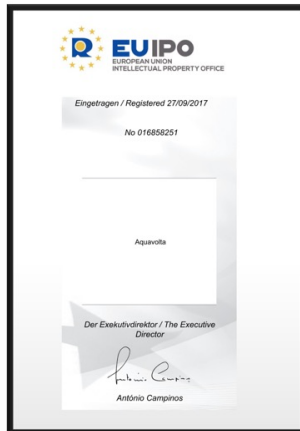 EUIPO
EUROPEAN UNION
INTELLECTUAL PROPERTY OFFICE
Eingetragen / Registered 27/09/2017
No 016858251
Aquavolta
Der Exekutivdirektor / The Executive
Director
António Campinos